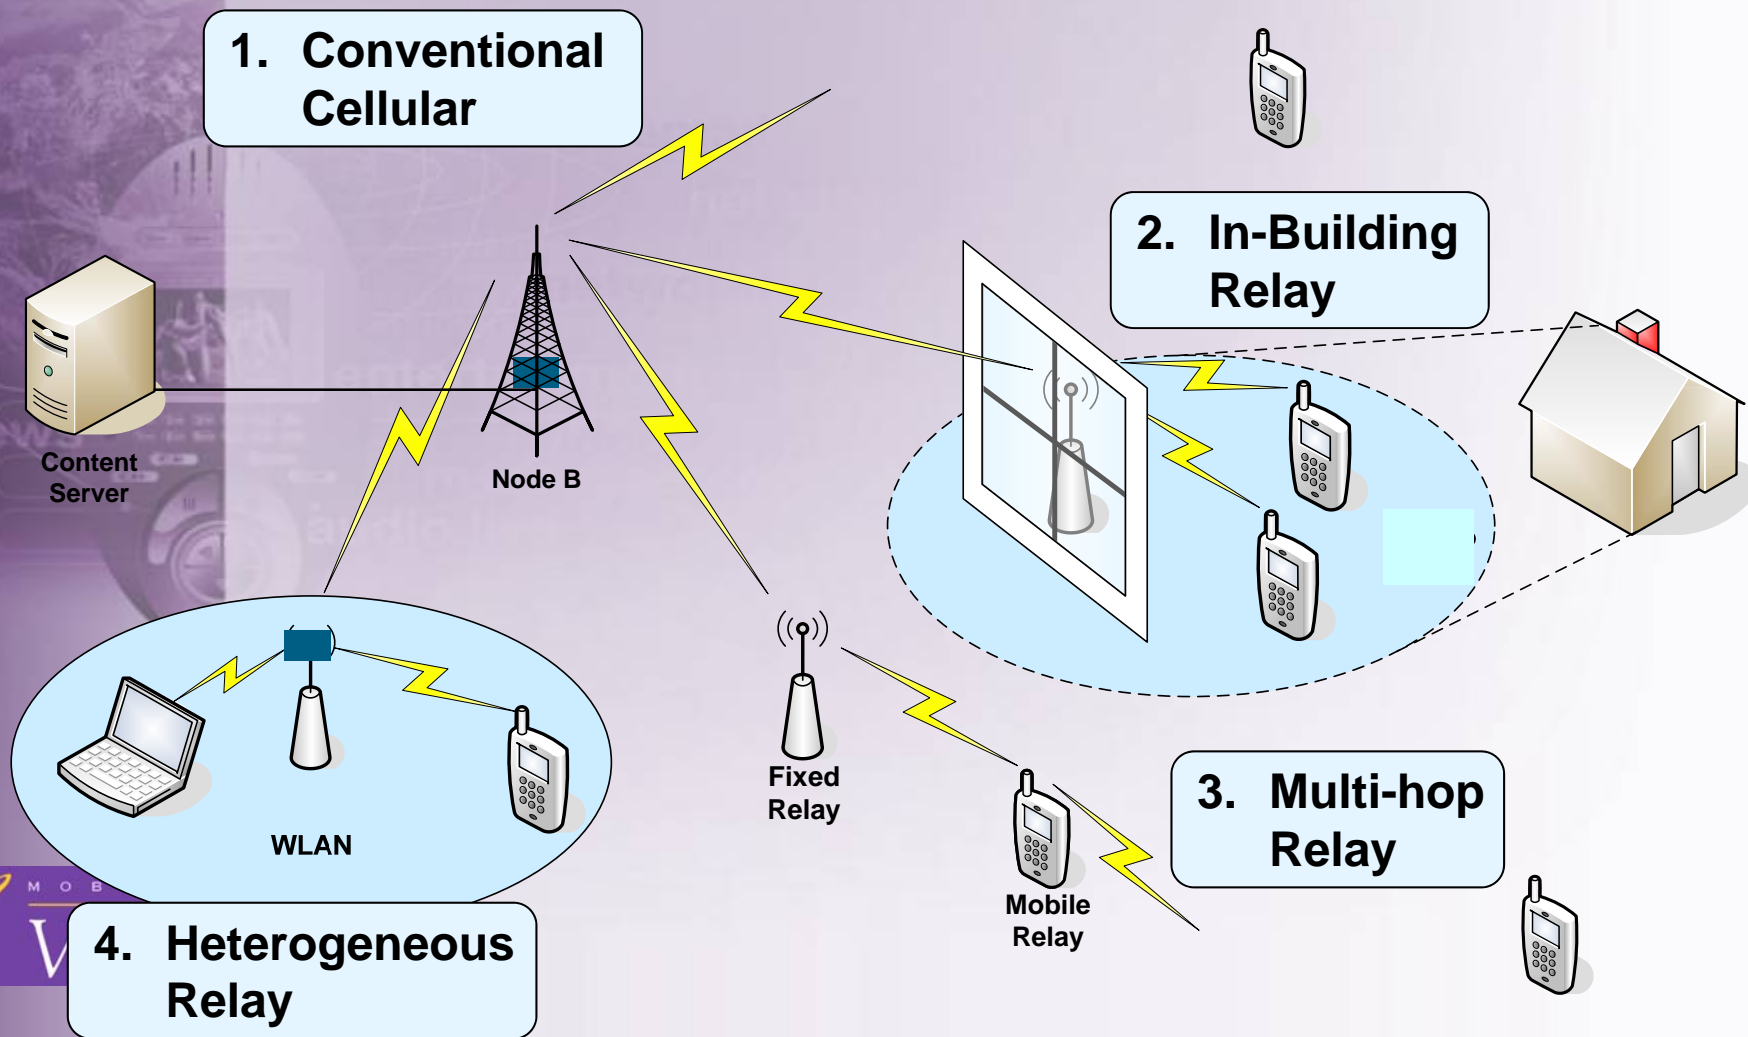 1. Conventional
Cellular
2. In-Building
Relay
Content
Server
Node B
WLAN
Fixed
Relay
3. Multi-hop
Relay
Mobile
Relay
M O B
V
4. Heterogeneous
Relay